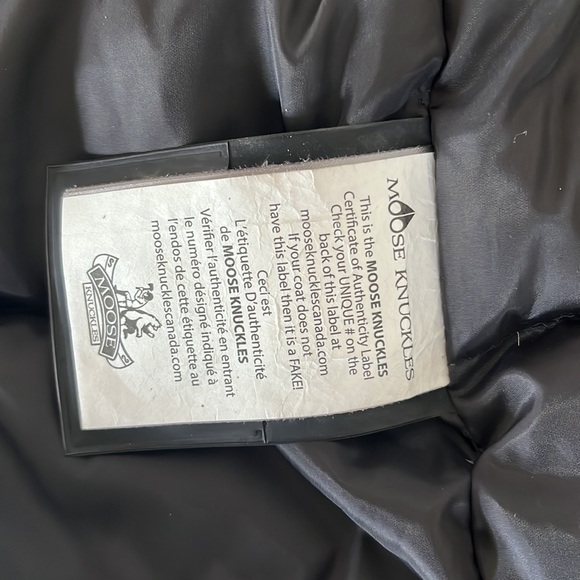 MOOSE KNUCKLES
This is the MOOSE KNUCKLES
Certificate of Authenticity Label
Check your UNIQUE # on the
back of this label at
mooseknucklescanada.com
If your coat does not
have this label then it is a FAKE!
Ceci est
L'étiquette D'authenticité
de MOOSE KNUCKLES
Vérifier l'authenticité en entrant
le numéro désigné indiqué à
l'endos de cette étiquette au
mooseknucklescanada.com
MOOSE
KNUCKLES